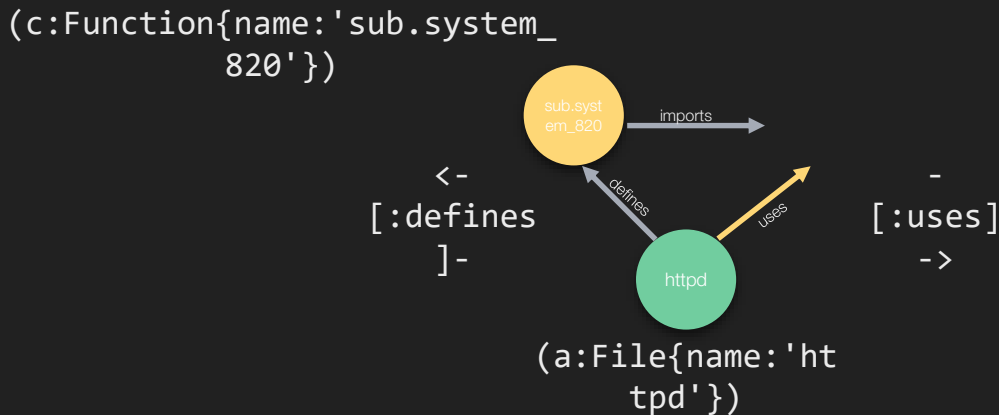 (c:Function{name:'sub.system_
820'})
sub.syst
em_820
imports
<-
[:defines
]-
defines
uses
-
[:uses]
->
httpd
(a:File{name:'ht
tpd'})